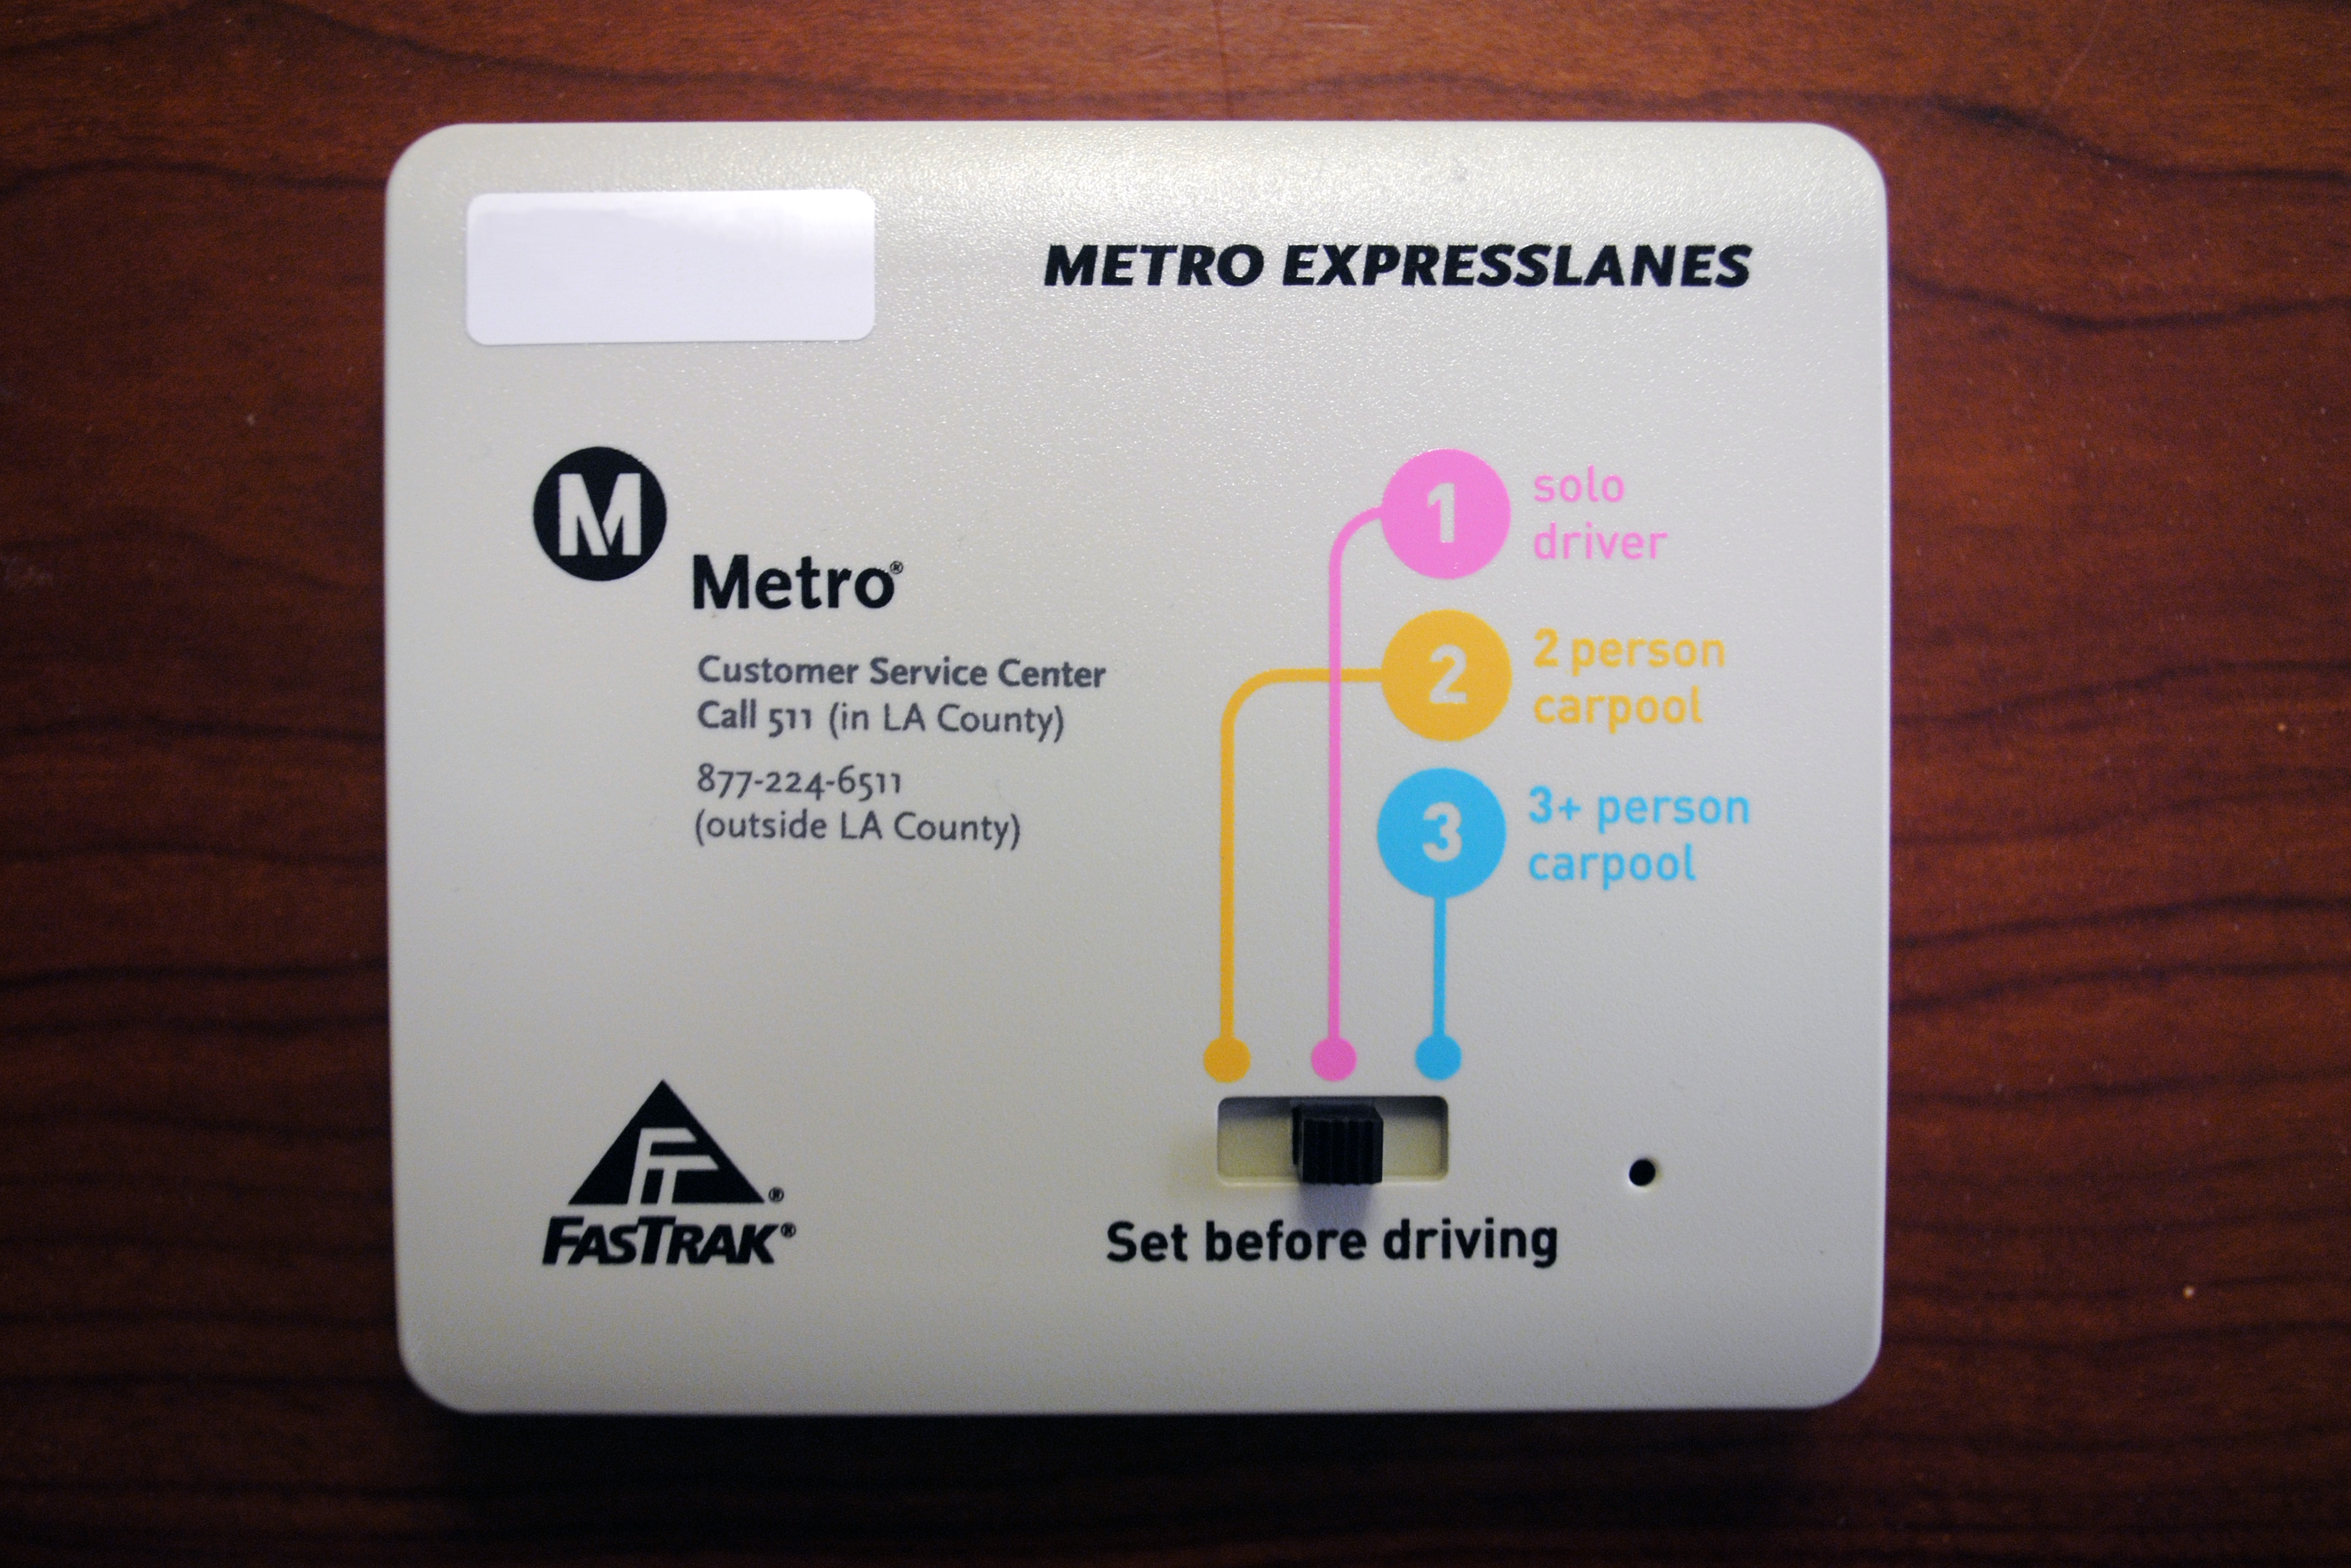 METRO EXPRESSLANES
M
Metro®
Customer Service Center
Call 511 (in LA County)
877-224-6511
(outside LA County)
1 solo
driver
2 2 person
carpool
3 3+ person
carpool
FT®
FASTRAK®
Set before driving